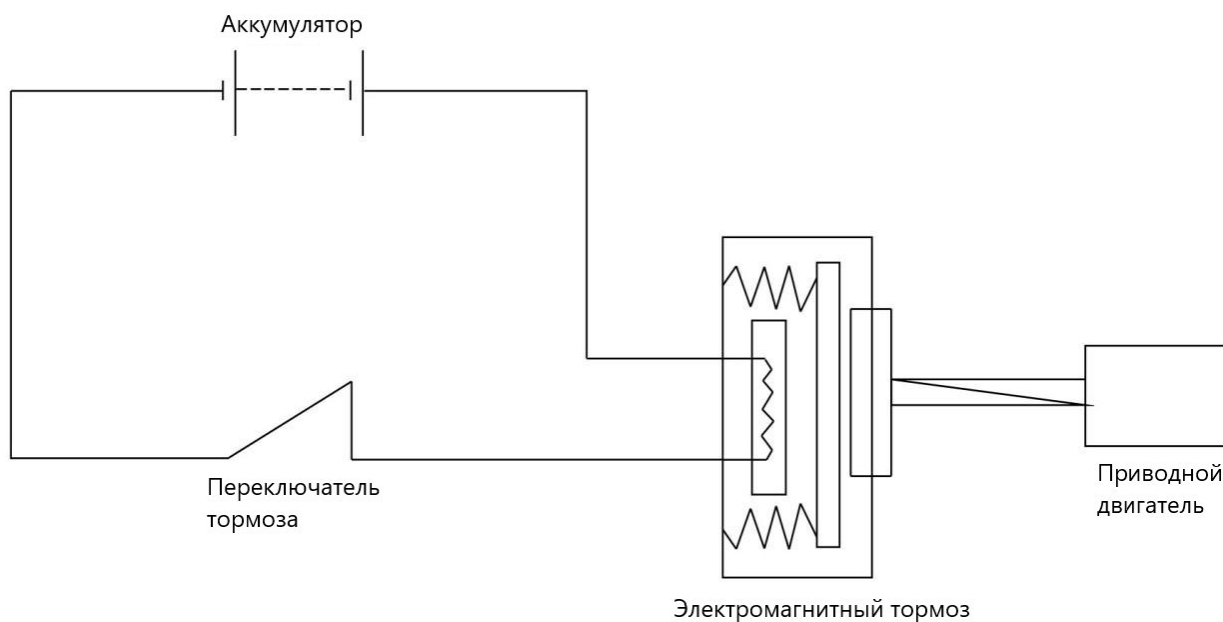 Аккумулятор
Переключатель
тормоза
Приводной
двигатель
Электромагнитный тормоз